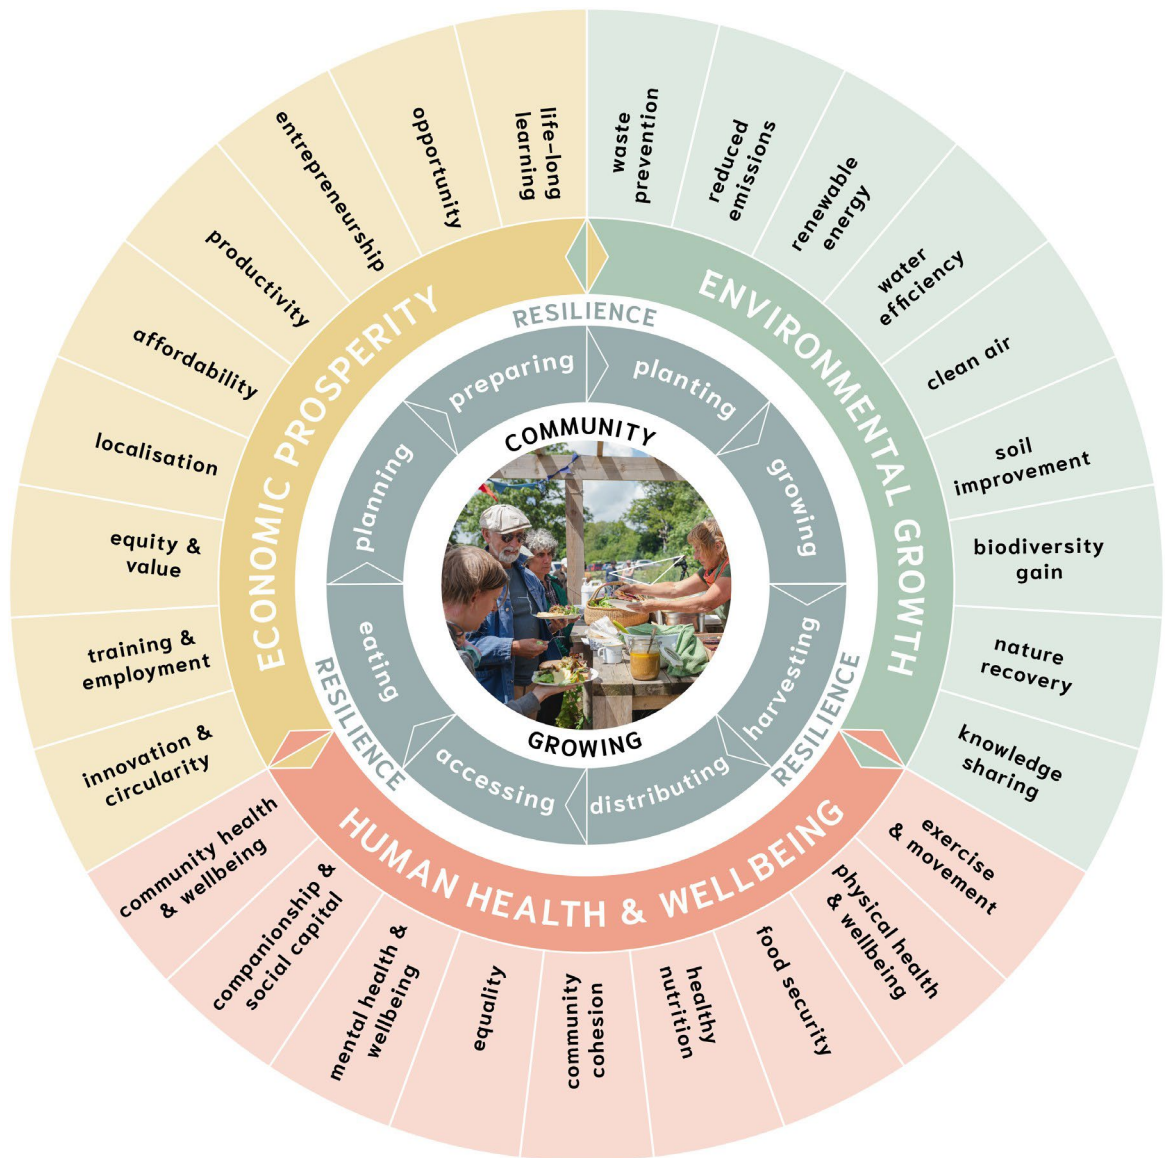 life-long
learning
opportunity
entrepreneurship
productivity
affordability
localisation
equity &
value
training &
employment
innovation &
circularity
waste
prevention
reduced
emissions
renewable
energy
water
efficiency
clean air
soil
improvement
biodiversity
gain
nature
recovery
knowledge
sharing
exercise
& movement
physical health
& wellbeing
food security
healthy
nutrition
community
cohesion
equality
mental health &
wellbeing
companionship &
social capital
community health
& wellbeing
ECONOMIC PROSPERITY
ENVIRONMENTAL GROWTH
HUMAN HEALTH & WELLBEING
RESILIENCE
RESILIENCE
RESILIENCE
preparing
planting
growing
harvesting
distributing
accessing
eating
planning
COMMUNITY
GROWING